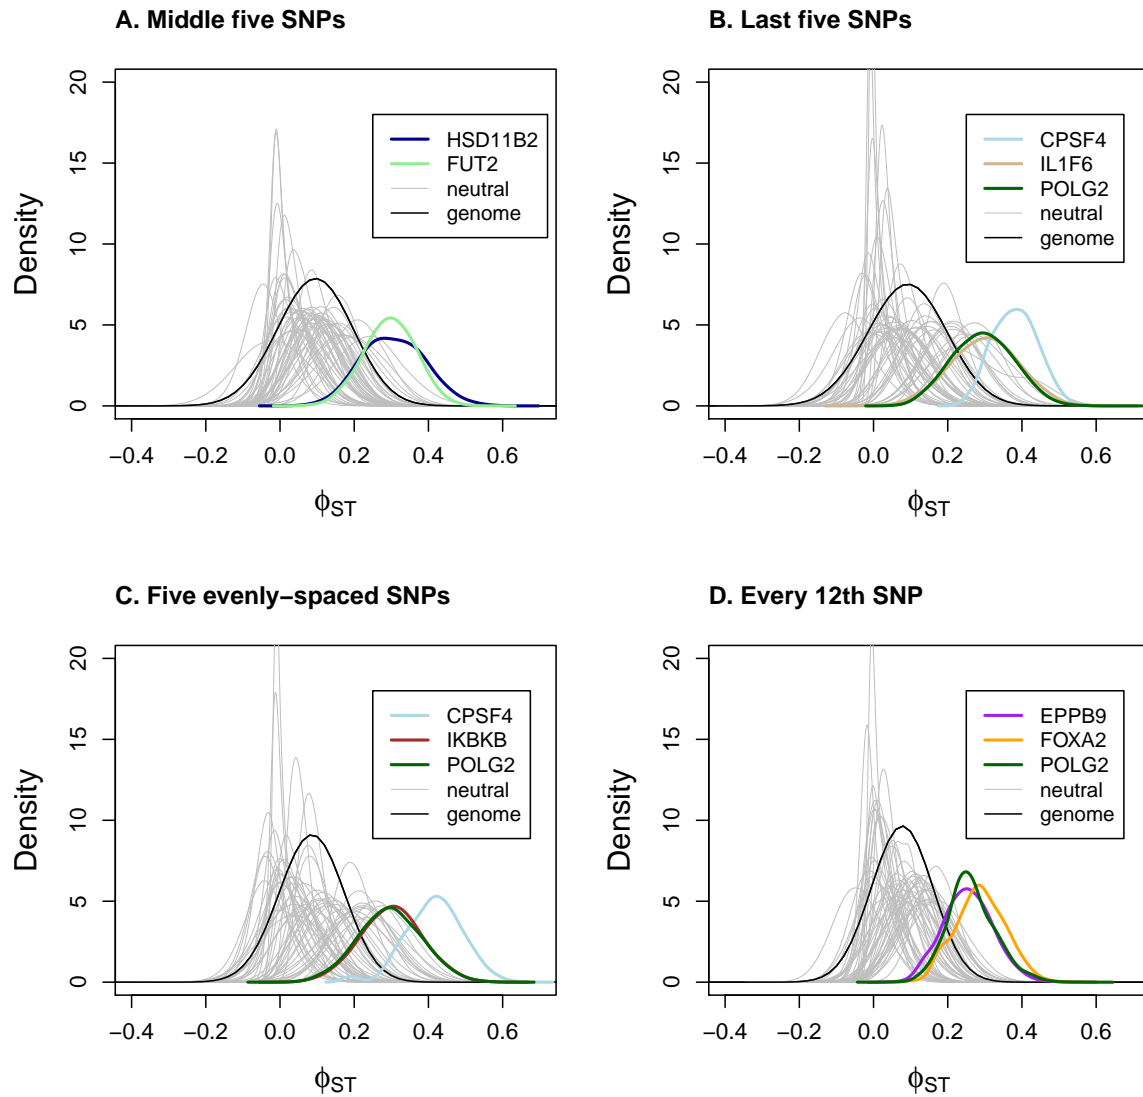 A. Middle five SNPs
Density
0 5 10 15 20
HSD11B2
FUT2
neutral
genome
−0.4 −0.2 0.0 0.2 0.4 0.6
ϕST
B. Last five SNPs
Density
0 5 10 15 20
CPSF4
IL1F6
POLG2
neutral
genome
−0.4 −0.2 0.0 0.2 0.4 0.6
ϕST
C. Five evenly−spaced SNPs
Density
0 5 10 15 20
CPSF4
IKBKB
POLG2
neutral
genome
−0.4 −0.2 0.0 0.2 0.4 0.6
ϕST
D. Every 12th SNP
Density
0 5 10 15 20
EPPB9
FOXA2
POLG2
neutral
genome
−0.4 −0.2 0.0 0.2 0.4 0.6
ϕST